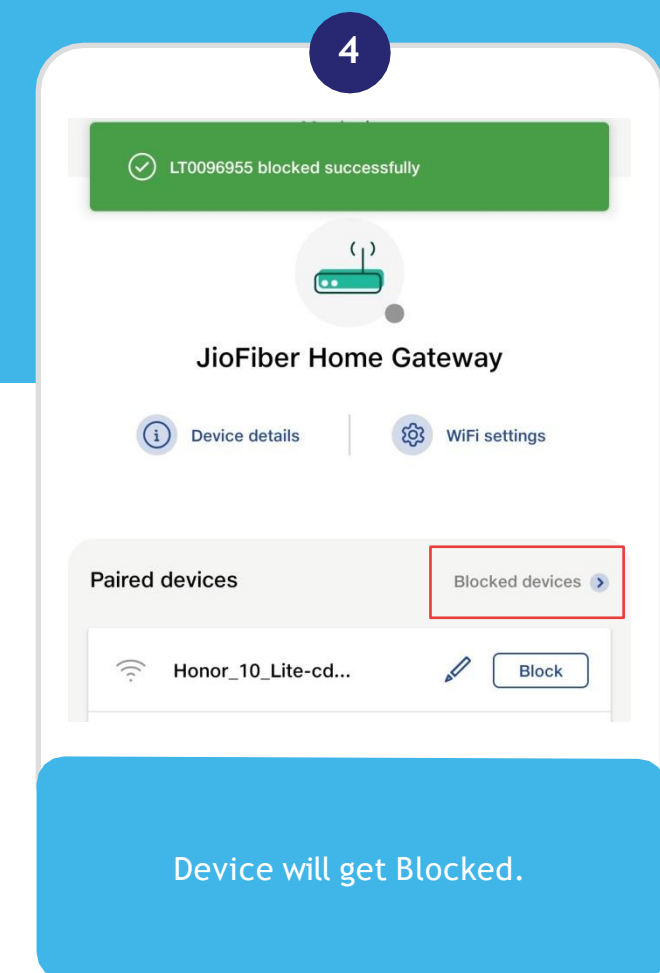 4
LT0096955 blocked successfully
JioFiber Home Gateway
Device details
WiFi settings
Paired devices
Blocked devices
Honor_10_Lite-cd...
Block
Device will get Blocked.